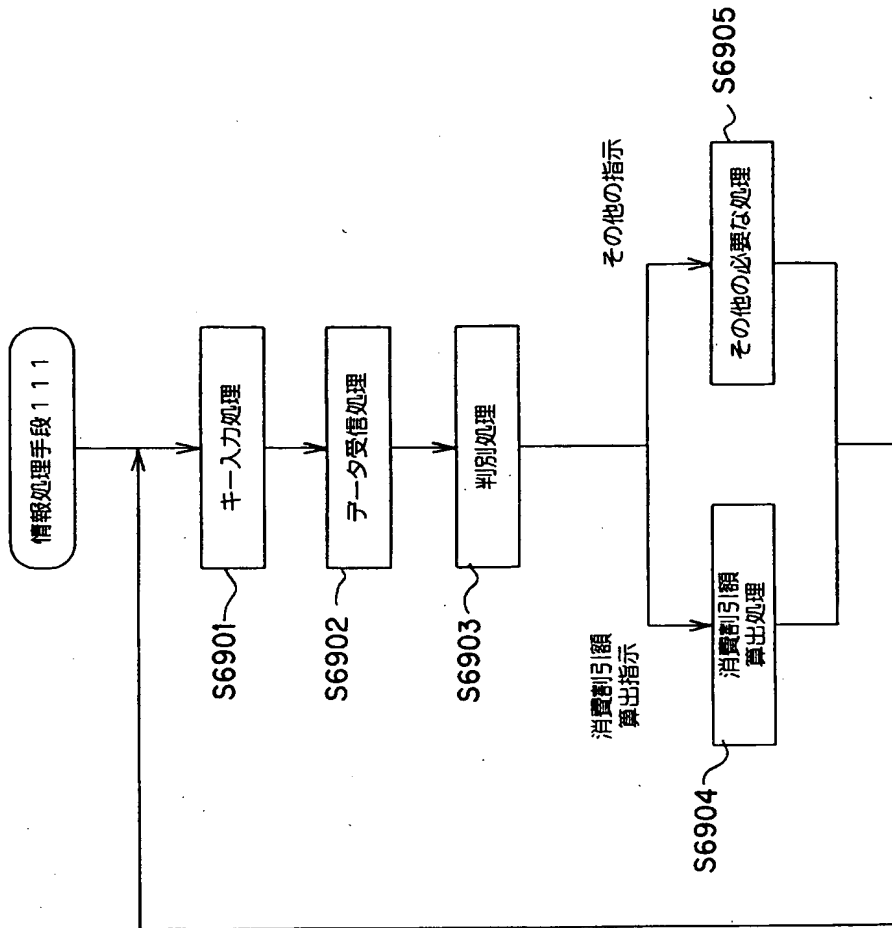 情報処理手段111
キー入力処理
S6901
データ受信処理
S6902
判別処理
S6903
消費割引額
算出指示
その他の指示
消費割引額
算出処理
S6904
その他の必要な処理
S6905